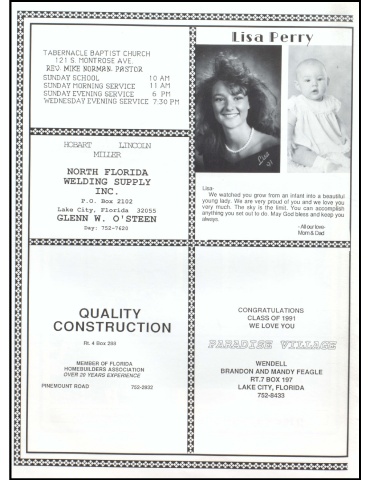 TABERNACLE BAPTIST CHURCH
121 S. MONTROSE AVE.
REV. MIKE NORMAN PASTOR
SUNDAY SCHOOL 10 AM
SUNDAY MORNING SERVICE 11 AM
SUNDAY EVENING SERVICE 6 PM
WEDNESDAY EVENING SERVICE 7:30 PM
HOBART LINCOLN
MILLER
NORTH FLORIDA
WELDING SUPPLY
INC.
P.O. Box 2102
Lake City, Florida 32055
GLENN W. O'STEEN
Day: 752-7620
Lisa Perry
Lisa
'91
Lisa-
We watched you grow from an infant into a beautiful
young lady. We are very proud of you and we love you
very much. The sky is the limit. You can accomplish
anything you set out to do. May God bless and keep you
always.
- All our love-
Mom & Dad
QUALITY
CONSTRUCTION
Rt. 4 Box 286
MEMBER OF FLORIDA
HOMEBUILDERS ASSOCIATION
OVER 20 YEARS EXPERIENCE
PINEMOUNT ROAD 752-2832
CONGRATULATIONS
CLASS OF 1991
WE LOVE YOU
PARADISE VILLAGE
WENDELL
BRANDON AND MANDY FEAGLE
RT.7 BOX 197
LAKE CITY, FLORIDA
752-8433